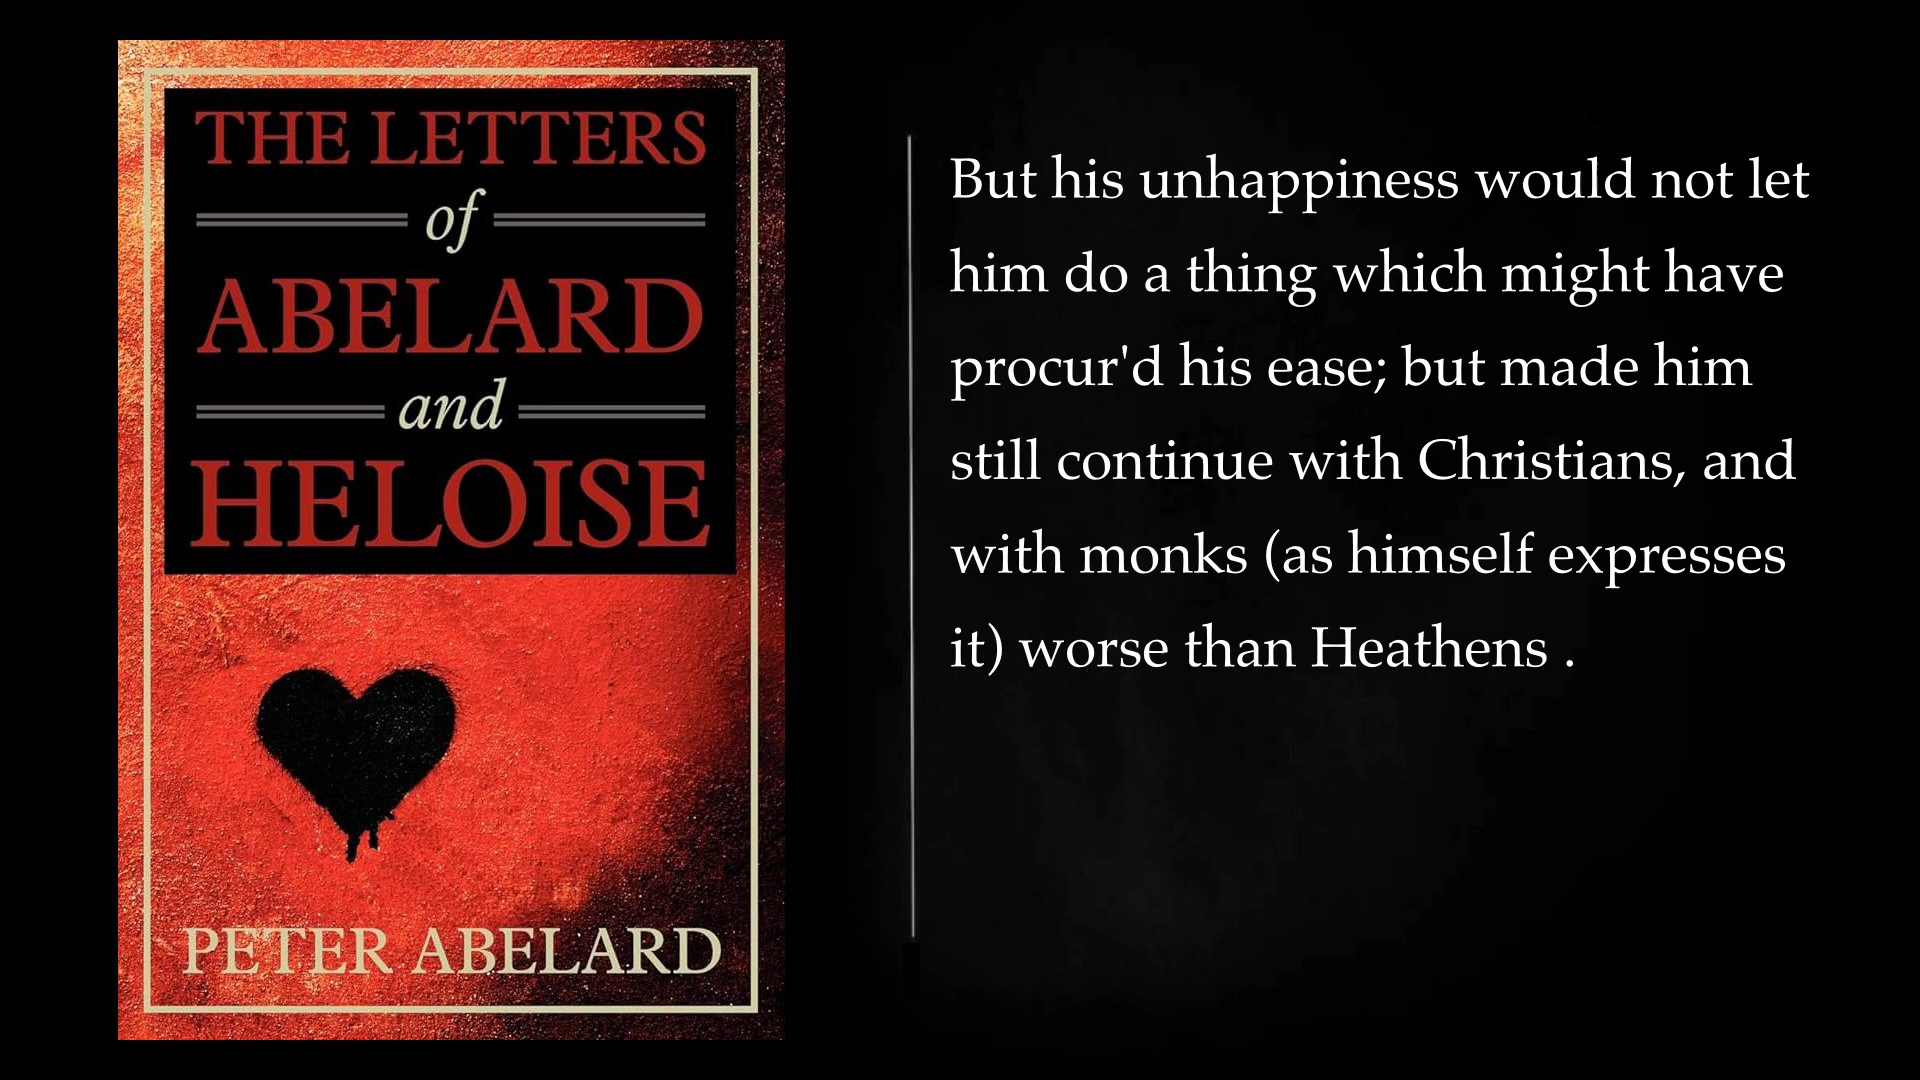 THE LETTERS
of
ABELARD
and
HELOISE
PETER ABELARD
But his unhappiness would not let
him do a thing which might have
procur'd his ease; but made him
still continue with Christians, and
with monks (as himself expresses
it) worse than Heathens .